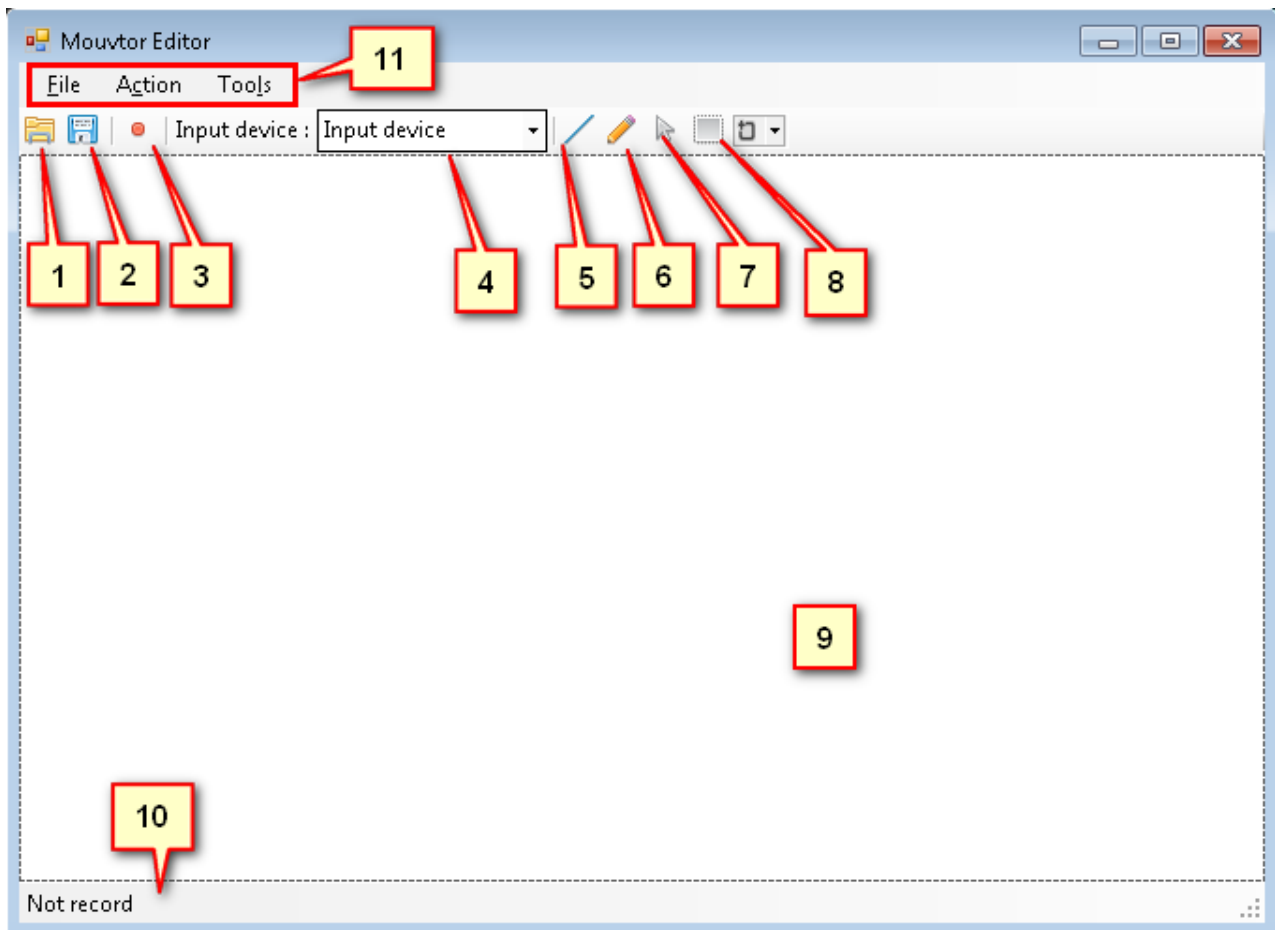 Mouvtor Editor
11
File Action Tools
Input device : Input device
1 2 3 4 5 6 7 8
9
10
Not record